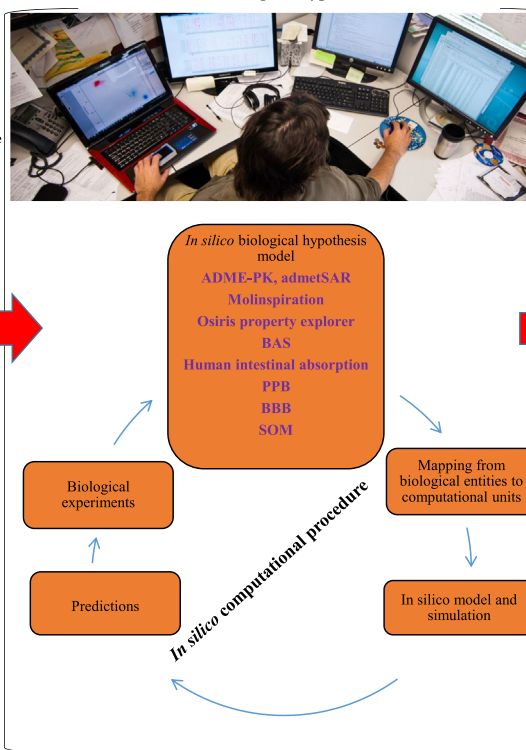 In silico biological hypothesis
model
ADME-PK, admetSAR
Molinspiration
Osiris property explorer
BAS
Human intestinal absorption
PPB
BBB
SOM
Mapping from
biological entities to
computational units
In silico model and
simulation
In silico computational procedure
Predictions
Biological
experiments